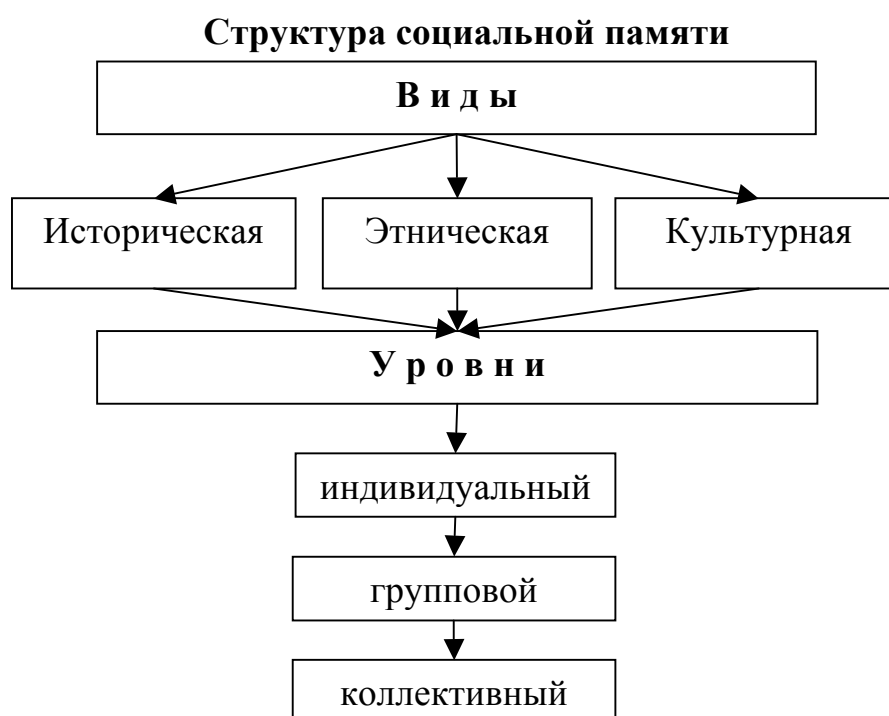 Структура социальной памяти
В и д ы
Историческая
Этническая
Культурная
У р о в н и
индивидуальный
групповой
коллективный